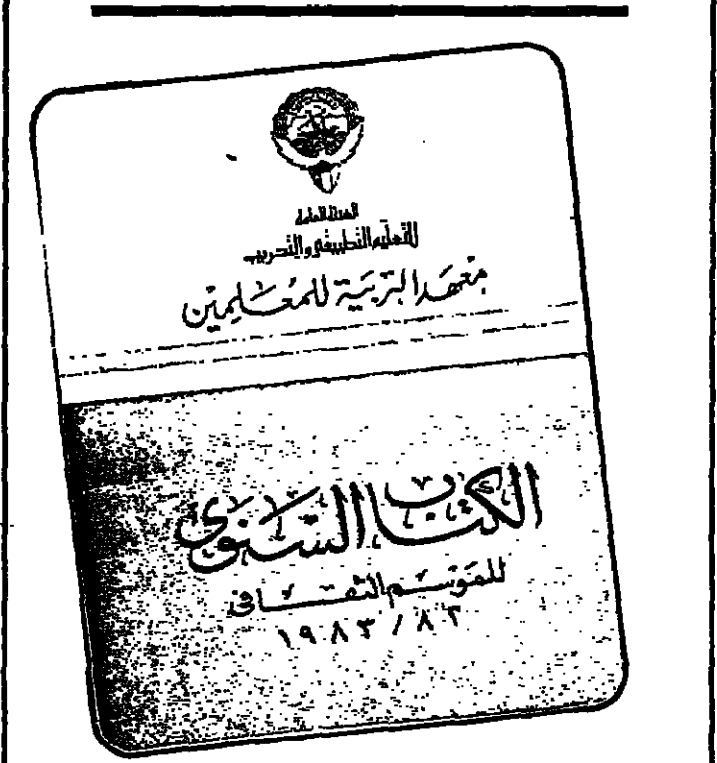 الهيئة العامة
للتعليم التطبيقي والتدريب
معهد التربية للمعلمين
الكتاب السنوي
للموسم الثقافي
٨٢ / ١٩٨٣